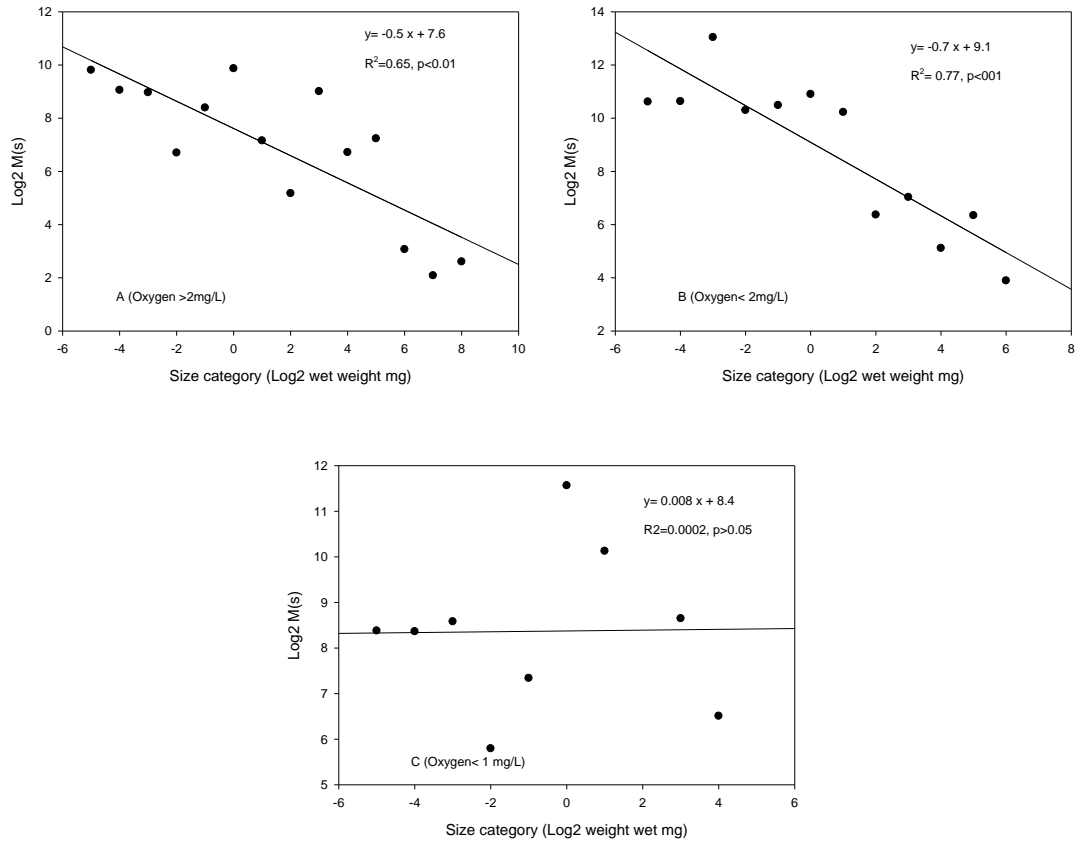 12
10
8
6
4
2
0
Log2 M(s)
y= -0.5 x + 7.6
R²=0.65, p<0.01
A (Oxygen >2mg/L)
-6 -4 -2 0 2 4 6 8 10
Size category (Log2 wet weight mg)
14
12
10
8
6
4
2
Log2 M(s)
y= -0.7 x + 9.1
R²= 0.77, p<001
B (Oxygen< 2mg/L)
-6 -4 -2 0 2 4 6 8
Size category (Log2 wet weight mg)
12
11
10
9
8
7
6
5
Log2 M(s)
y= 0.008 x + 8.4
R2=0.0002, p>0.05
C (Oxygen< 1 mg/L)
-6 -4 -2 0 2 4 6
Size category (Log2 weight wet mg)